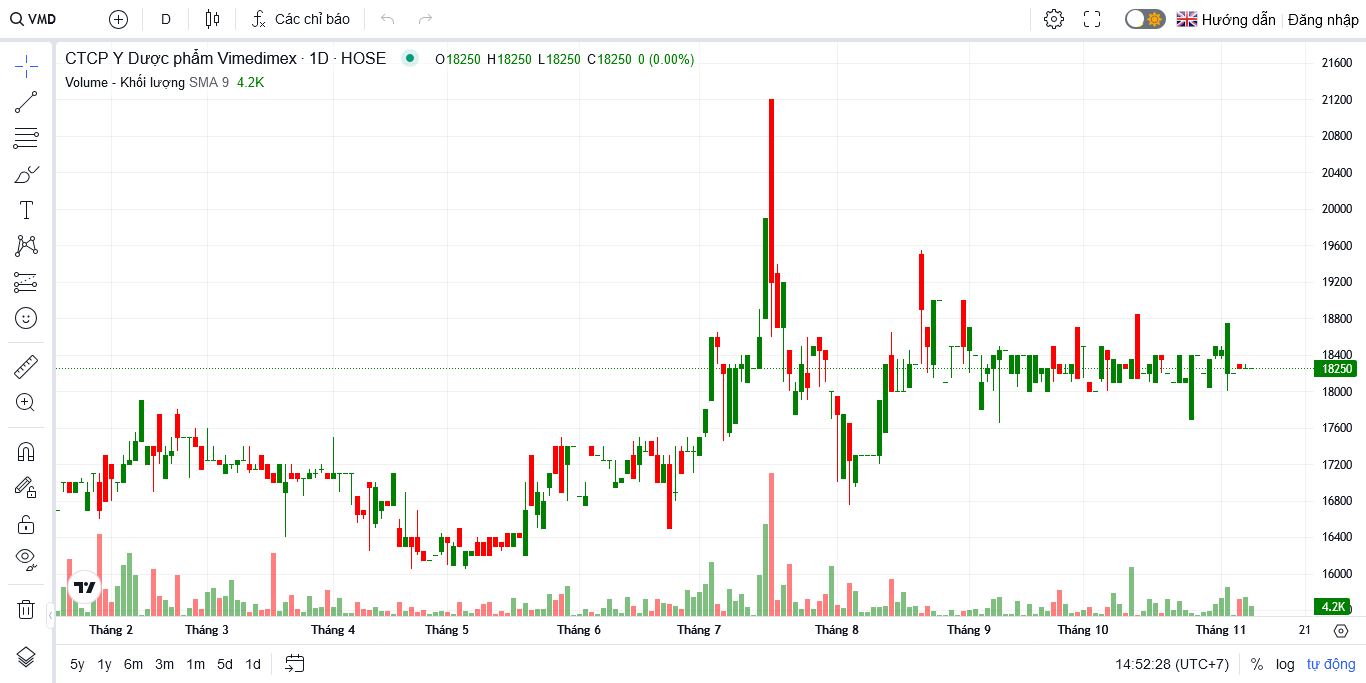 VMD D Các chỉ báo Hướng dẫn Đăng nhập
CTCP Y Dược phẩm Vimedimex · 1D · HOSE O18250 H18250 L18250 C18250 0 (0.00%)
Volume - Khối lượng SMA 9 4.2K
21600
21200
20800
20400
20000
19600
19200
18800
18400
18250
18000
17600
17200
16800
16400
16000
4.2K
Tháng 2 Tháng 3 Tháng 4 Tháng 5 Tháng 6 Tháng 7 Tháng 8 Tháng 9 Tháng 10 Tháng 11 21
5y 1y 6m 3m 1m 5d 1d 14:52:28 (UTC+7) % log tự động